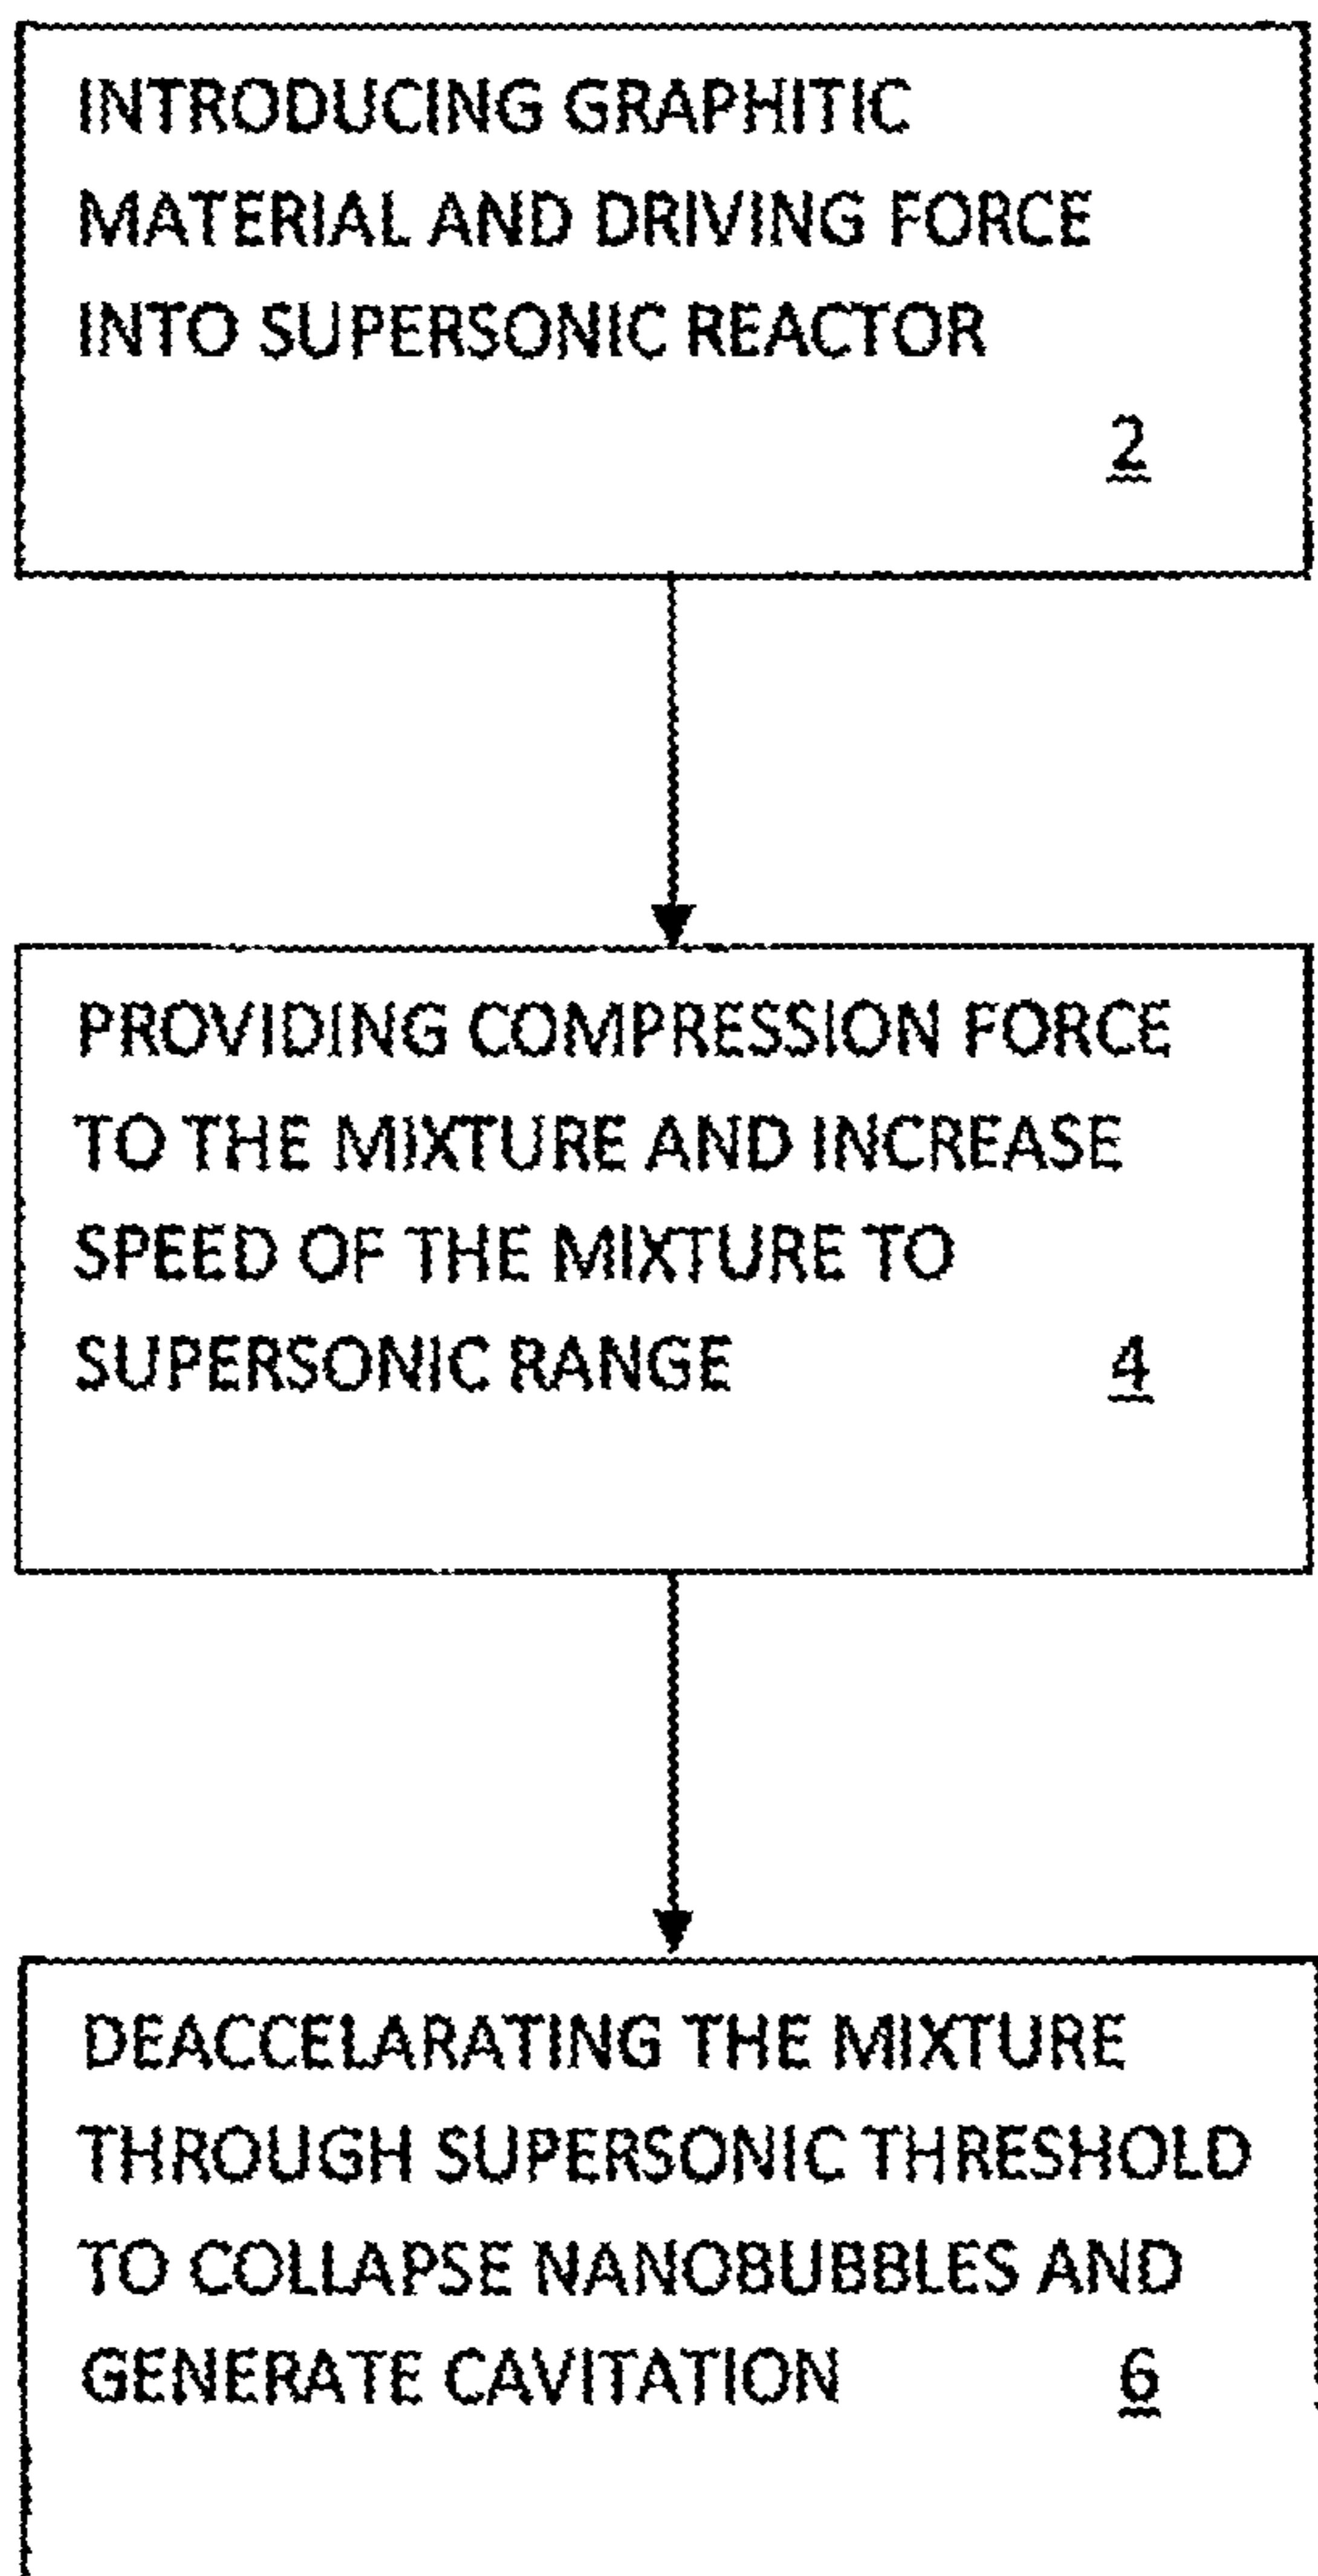 INTRODUCING GRAPHITIC
MATERIAL AND DRIVING FORCE
INTO SUPERSONIC REACTOR
2
PROVIDING COMPRESSION FORCE
TO THE MIXTURE AND INCREASE
SPEED OF THE MIXTURE TO
SUPERSONIC RANGE 4
DEACCELARATING THE MIXTURE
THROUGH SUPERSONIC THRESHOLD
TO COLLAPSE NANOBUBBLES AND
GENERATE CAVITATION 6